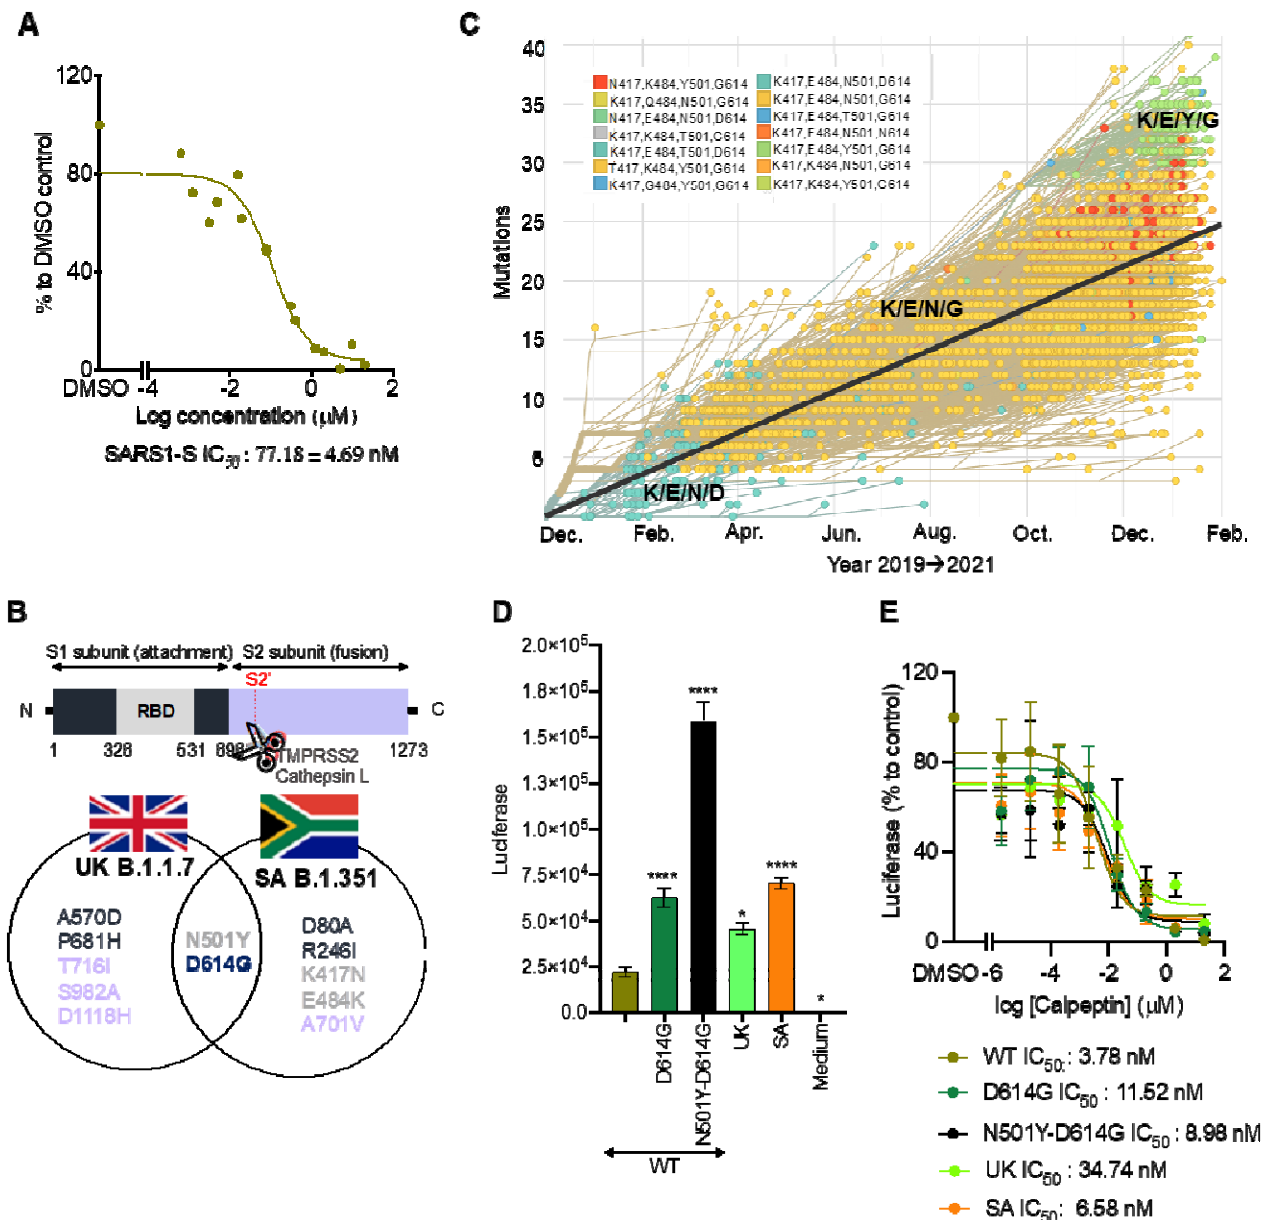 A
120
80
40
0
% to DMSO control
DMSO
-4
-2
0
2
Log concentration (μM)
SARS1-S IC50 : 77.18 = 4.69 nM
C
40
35
30
25
20
15
10
Mutations
N417,K484,Y501,G614
K417,Q484,N501,G614
N417,E484,N501,D614
K417,K484,T501,G614
K417,E484,T501,D614
T417,K484,Y501,G614
K417,G484,Y501,G614
K417,E484,N501,D614
K417,E484,N501,G614
K417,E484,T501,G614
K417,E484,N501,N614
K417,E484,Y501,G614
K417,K484,N501,G614
K417,K484,Y501,G614
K/E/Y/G
K/E/N/G
K/E/N/D
Dec.
Feb.
Apr.
Jun.
Aug.
Oct.
Dec.
Feb.
Year 2019→2021
B
S1 subunit (attachment)
S2 subunit (fusion)
S2'
N
RBD
C
1
328
531
1273
TMPRSS2
Cathepsin L
UK B.1.1.7
SA B.1.351
A570D
P681H
T716I
S982A
D1118H
N501Y
D614G
D80A
R246I
K417N
E484K
A701V
D
2.0×10⁵
1.8×10⁵
1.5×10⁵
1.3×10⁵
1.0×10⁵
7.5×10⁴
5.0×10⁴
2.5×10⁴
0.0
Luciferase
****
****
*
****
*
D614G
N501Y-D614G
UK
SA
Medium
WT
E
120
80
40
0
Luciferase (% to control)
DMSO
-6
-4
-2
0
2
log [Calpeptin] (μM)
WT IC50: : 3.78 nM
D614G IC50 : 11.52 nM
N501Y-D614G IC50 : 8.98 nM
UK IC50 : 34.74 nM
SA IC50: 6.58 nM